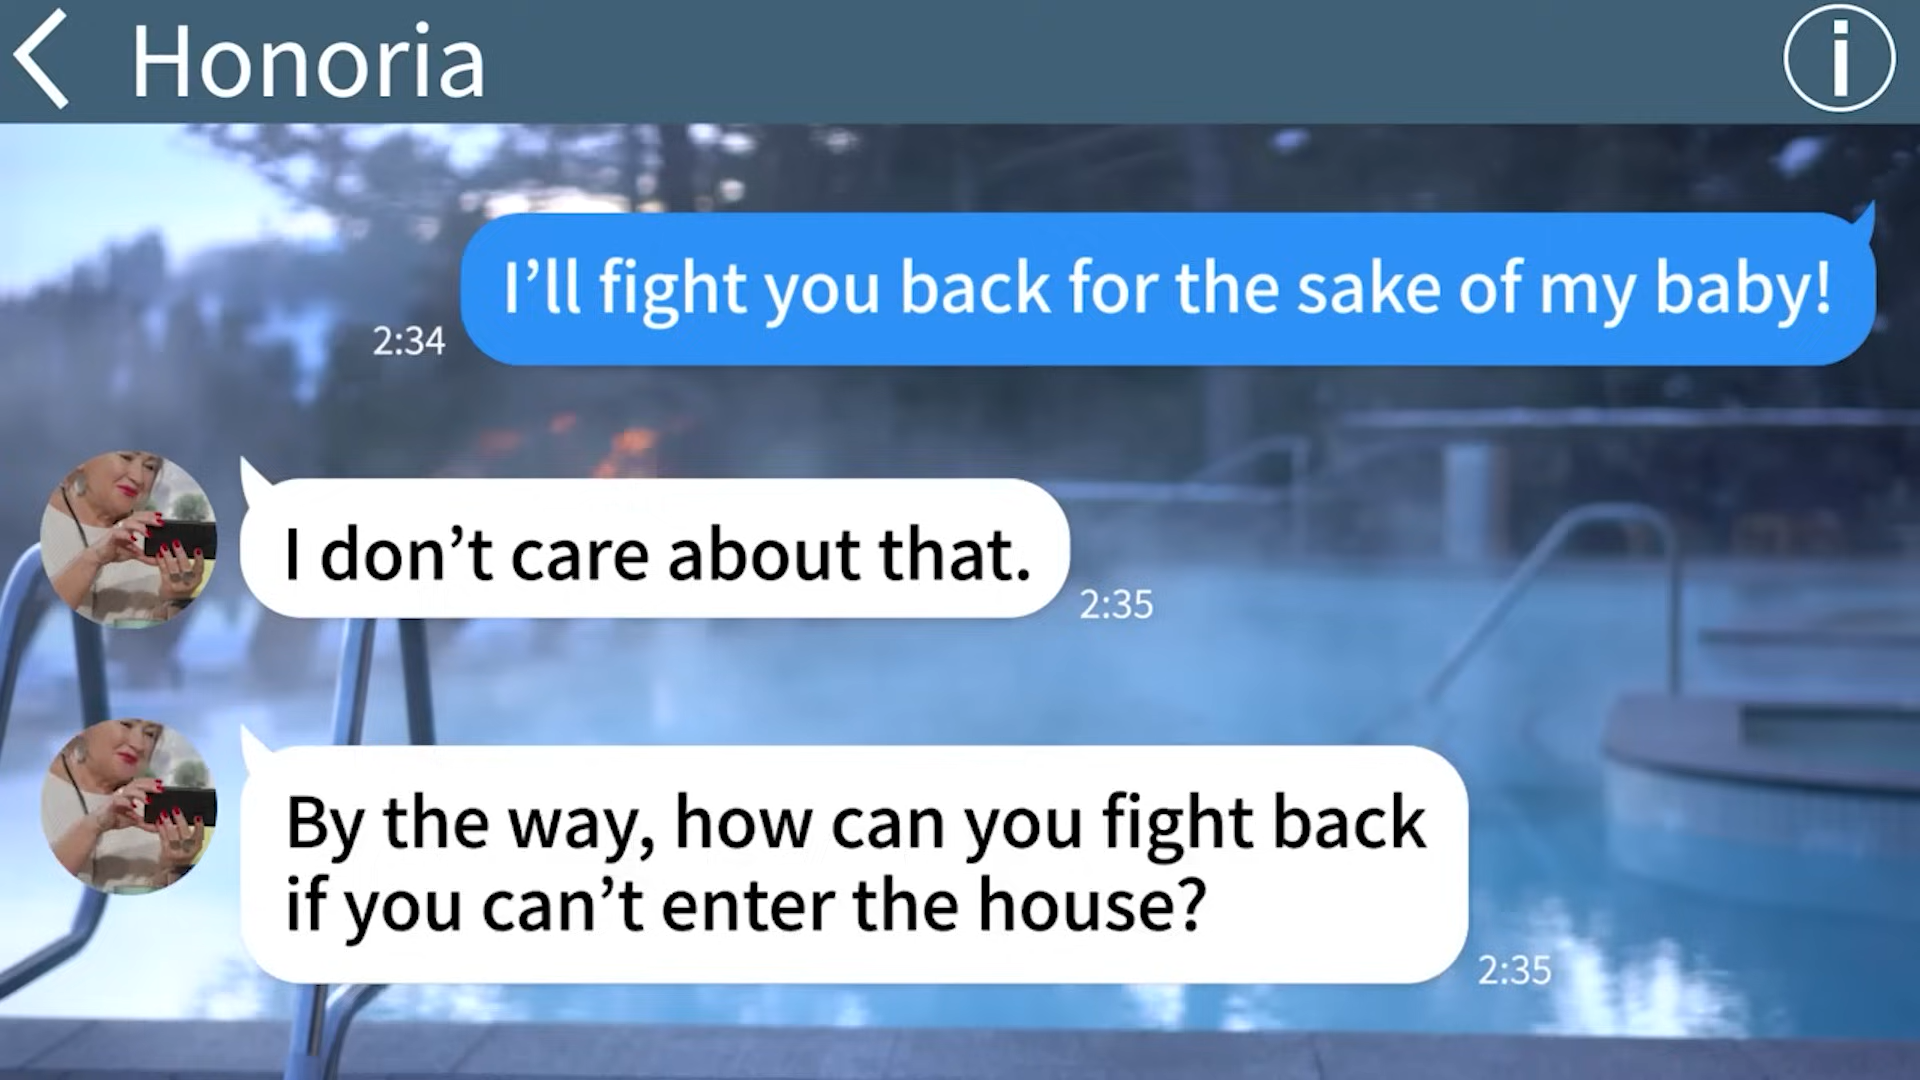 Honoria
i
I’ll fight you back for the sake of my baby!
2:34
I don’t care about that.
2:35
By the way, how can you fight back
if you can’t enter the house?
2:35